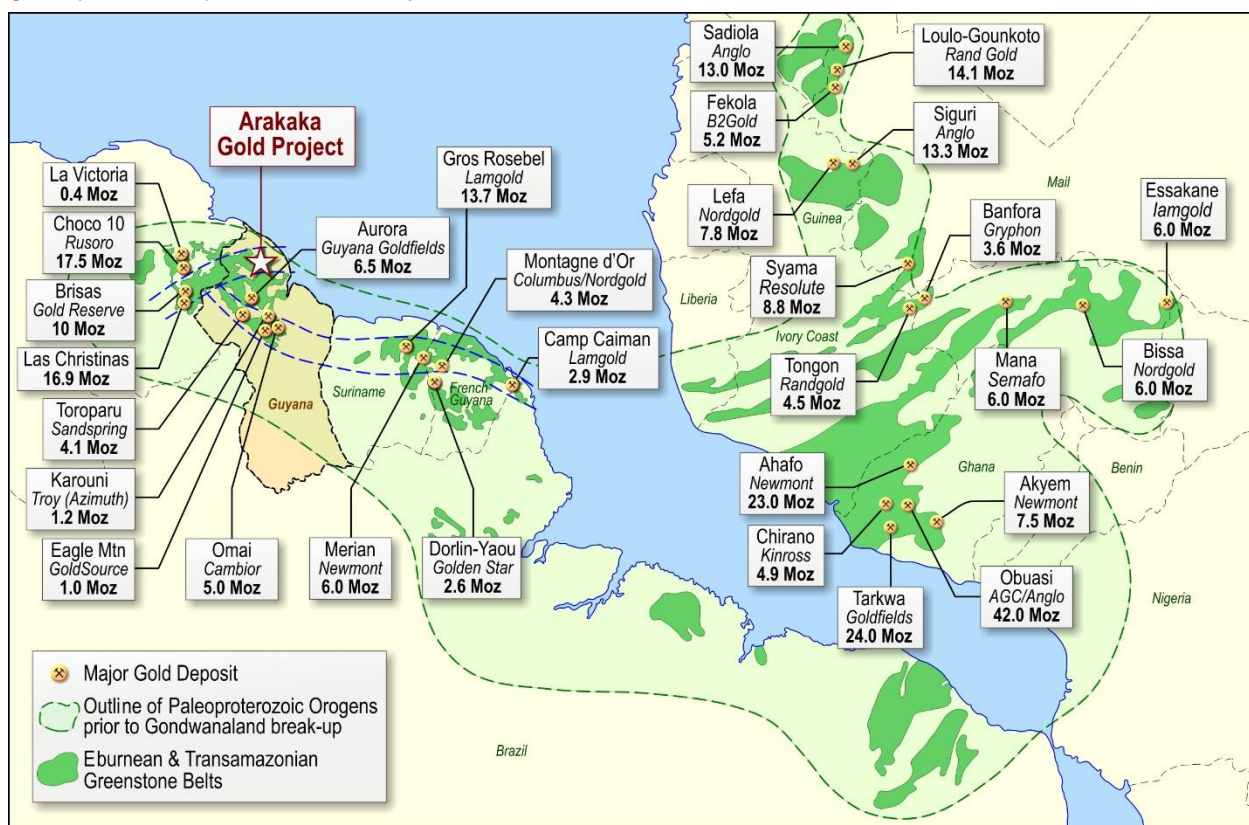 Arakaka
Gold Project
La Victoria
0.4 Moz
Choco 10
Rusoro
17.5 Moz
Brisas
Gold Reserve
10 Moz
Las Christinas
16.9 Moz
Toroparu
Sandspring
4.1 Moz
Karouni
Troy (Azimuth)
1.2 Moz
Eagle Mtn
GoldSource
1.0 Moz
Aurora
Guyana Goldfields
6.5 Moz
Gros Rosebel
Lamgold
13.7 Moz
Montagne d'Or
Columbus/Nordgold
4.3 Moz
Camp Caiman
Lamgold
2.9 Moz
Omai
Cambior
5.0 Moz
Merian
Newmont
6.0 Moz
Dorlin-Yaou
Golden Star
2.6 Moz
Guyana
Suriname
French
Guyana
Brazil
Sadiola
Anglo
13.0 Moz
Loulo-Gounkoto
Rand Gold
14.1 Moz
Fekola
B2Gold
5.2 Moz
Siguri
Anglo
13.3 Moz
Lefa
Nordgold
7.8 Moz
Guinea
Mail
Banfora
Gryphon
3.6 Moz
Essakane
Iamgold
6.0 Moz
Syama
Resolute
8.8 Moz
Liberia
Ivory Coast
Tongon
Randgold
4.5 Moz
Mana
Semafo
6.0 Moz
Bissa
Nordgold
6.0 Moz
Ahafo
Newmont
23.0 Moz
Ghana
Benin
Akyem
Newmont
7.5 Moz
Chirano
Kinross
4.9 Moz
Tarkwa
Goldfields
24.0 Moz
Obuasi
AGC/Anglo
42.0 Moz
Nigeria
Major Gold Deposit
Outline of Paleoproterozoic Orogens
prior to Gondwanaland break-up
Eburnean & Transamazonian
Greenstone Belts